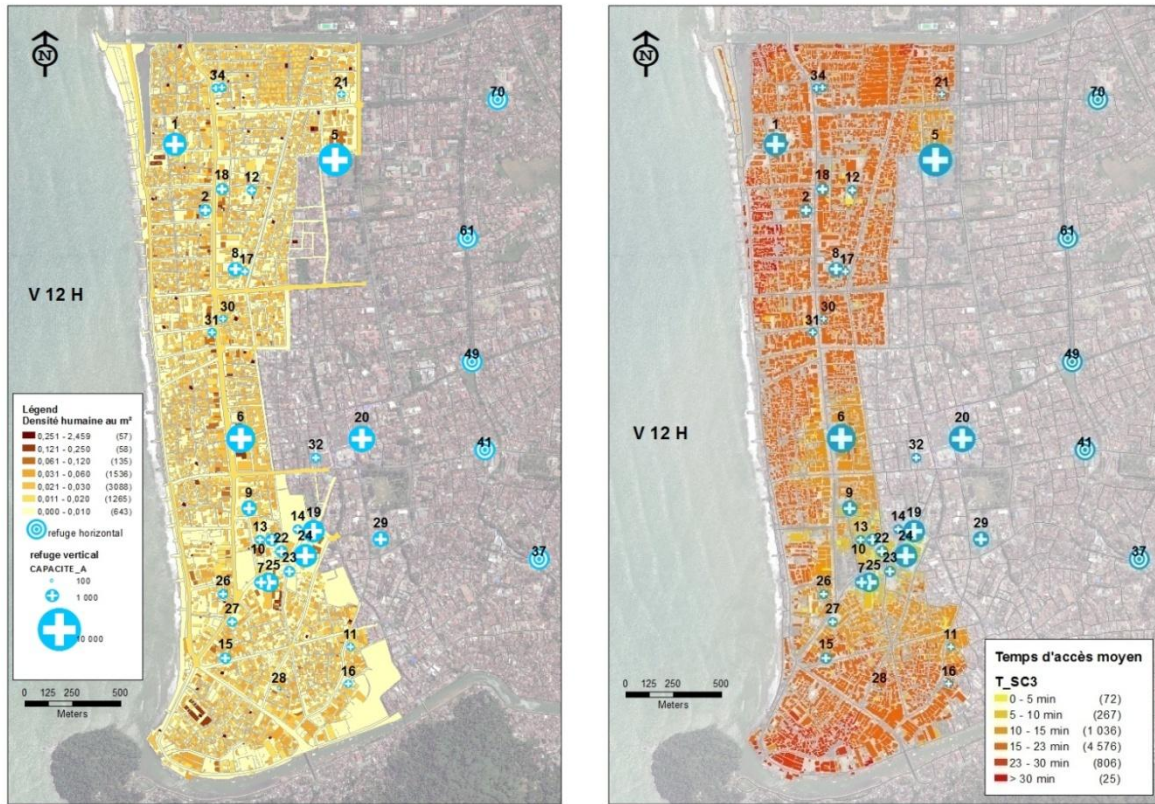 N
34
21
70
1
5
18
12
2
61
8
17
V 12 H
30
31
49
6
20
41
32
9
14
19
13
29
10
22
24
37
23
7
25
26
27
15
11
16
28
Légend
Densité humaine au m²
0,251 - 2,459 (57)
0,121 - 0,250 (58)
0,061 - 0,120 (135)
0,031 - 0,060 (1536)
0,021 - 0,030 (3088)
0,011 - 0,020 (1265)
0,000 - 0,010 (643)
refuge horizontal
refuge vertical
CAPACITE_A
100
1 000
10 000
0 125 250 500
Meters
N
34
21
70
1
5
18
12
2
61
8
17
30
31
49
V 12 H
6
20
41
32
9
14
19
13
29
10
22
24
37
23
7
25
26
27
15
11
16
28
0 125 250 500
Meters
Temps d'accès moyen
T_SC3
0 - 5 min (72)
5 - 10 min (267)
10 - 15 min (1 036)
15 - 23 min (4 576)
23 - 30 min (806)
> 30 min (25)